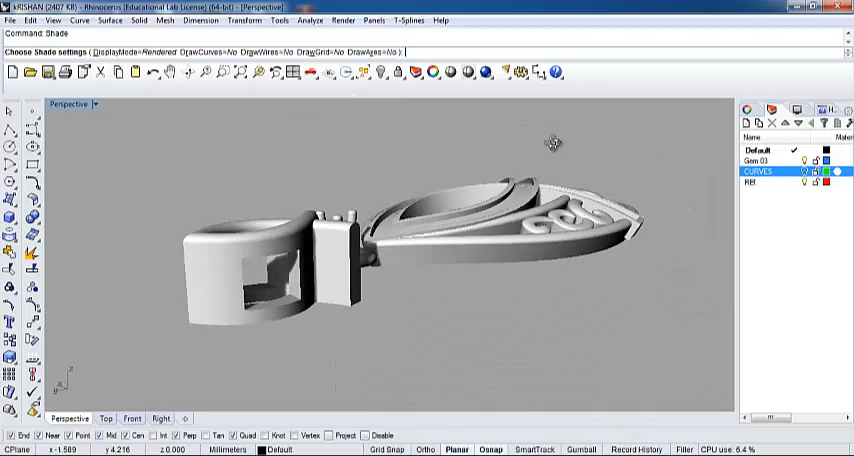 kRISHAN (2407 KB) - Rhinoceros (Educational Lab License) (64-bit) - [Perspective]
File Edit View Curve Surface Solid Mesh Dimension Transform Tools Analyze Render Panels T-Splines Help
Command: Shade
Choose Shade settings ( DisplayMode=Rendered DrawCurves=No DrawWires=No DrawGrid=No DrawAxes=No ):
Perspective
H...
Name Mater
Default
Gem 03
CURVES
z
x
y
Perspective Top Front Right
End Near Point Mid Cen Int Perp Tan Quad Knot Vertex Project Disable
CPlane x -1.589 y 4.216 z 0.000 Millimeters Default Grid Snap Ortho Planar Osnap SmartTrack Gumball Record History Filter CPU use: 6.4 %